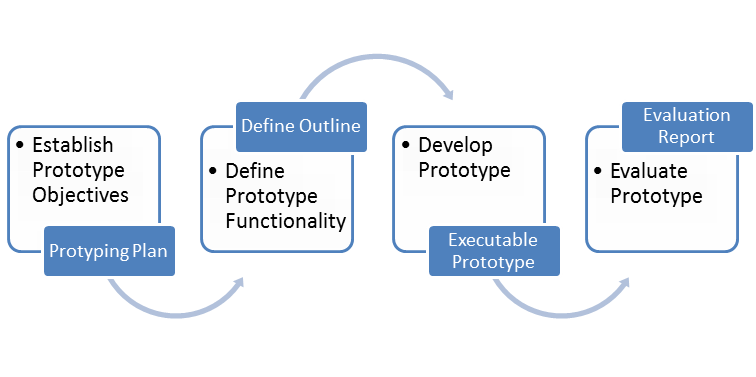 • Establish
Prototype
Objectives
Protyping Plan
Define Outline
• Define
Prototype
Functionality
• Develop
Prototype
Executable
Prototype
Evaluation
Report
• Evaluate
Prototype